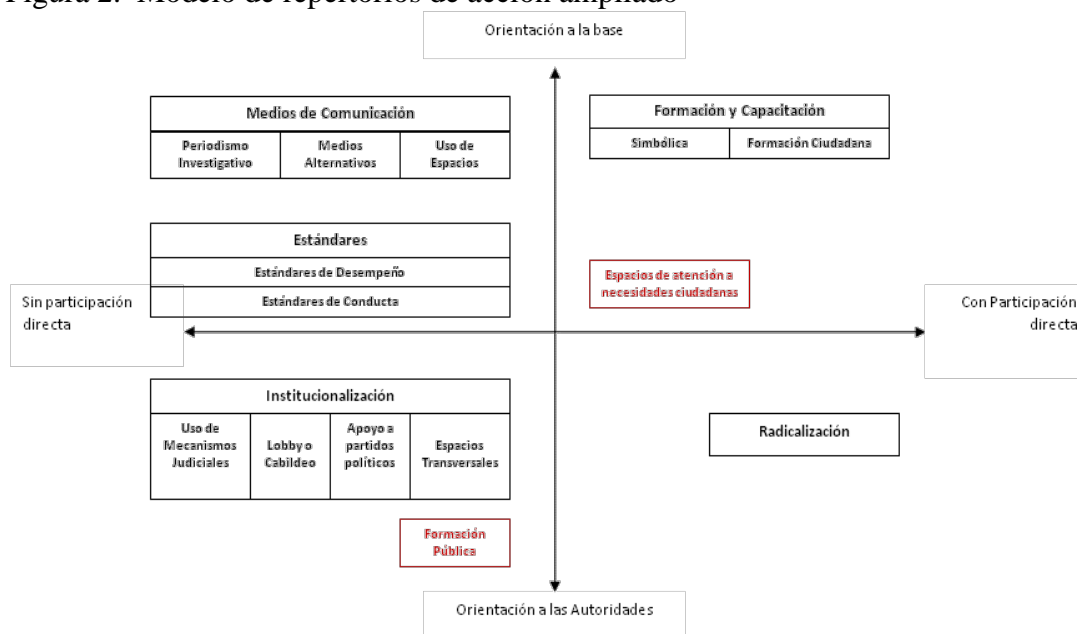 Figura 2.  Modelo de repertorios de acción ampliado
Orientación a la base
Medios de Comunicación
Periodismo
Investigativo
Medios
Alternativos
Uso de
Espacios
Formación y Capacitación
Simbólica
Formación Ciudadana
Estándares
Estándares de Desempeño
Estándares de Conducta
Espacios de atención a
necesidades ciudadanas
Sin participación
directa
Con Participación
directa
Institucionalización
Uso de
Mecanismos
Judiciales
Lobby o
Cabildeo
Apoyo a
partidos
políticos
Espacios
Transversales
Radicalización
Formación
Pública
Orientación a las Autoridades